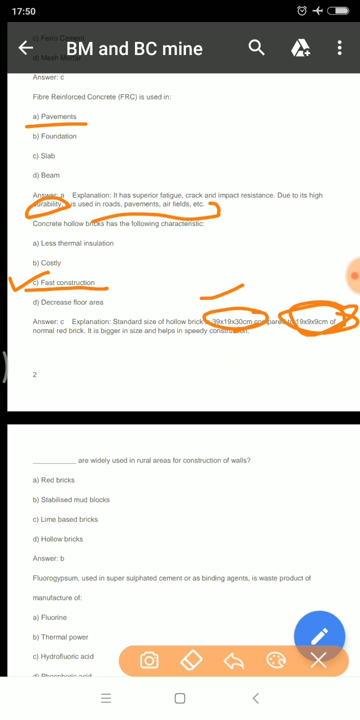 17:50
c) Ferro Cement
BM and BC mine
d) Mesh Mortar
Answer: c
Fibre Reinforced Concrete (FRC) is used in:
a) Pavements
b) Foundation
c) Slab
d) Beam
Answer: a Explanation: It has superior fatigue, crack and impact resistance. Due to its high
durability, it is used in roads, pavements, air fields, etc.
Concrete hollow bricks has the following characteristic:
a) Less thermal insulation
b) Costly
c) Fast construction
d) Decrease floor area
Answer: c Explanation: Standard size of hollow brick is 39x19x30cm compared to 19x9x9cm of
normal red brick. It is bigger in size and helps in speedy construction.
2
____________ are widely used in rural areas for construction of walls?
a) Red bricks
b) Stabilised mud blocks
c) Lime based bricks
d) Hollow bricks
Answer: b
Fluorogypsum, used in super sulphated cement or as binding agents, is waste product of
manufacture of:
a) Fluorine
b) Thermal power
c) Hydrofluoric acid
d) Phosphoric acid